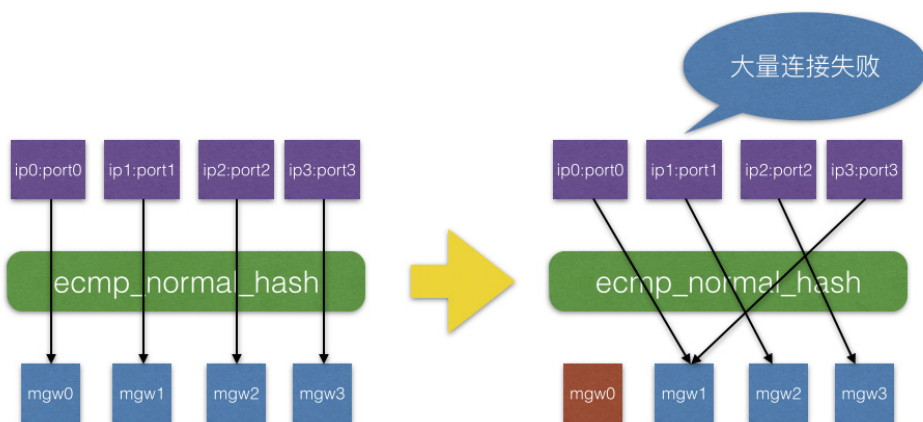 大量连接失败
ip0:port0 ip1:port1 ip2:port2 ip3:port3
ip0:port0 ip1:port1 ip2:port2 ip3:port3
ecmp_normal_hash
ecmp_normal_hash
mgw0 mgw1 mgw2 mgw3
mgw0 mgw1 mgw2 mgw3